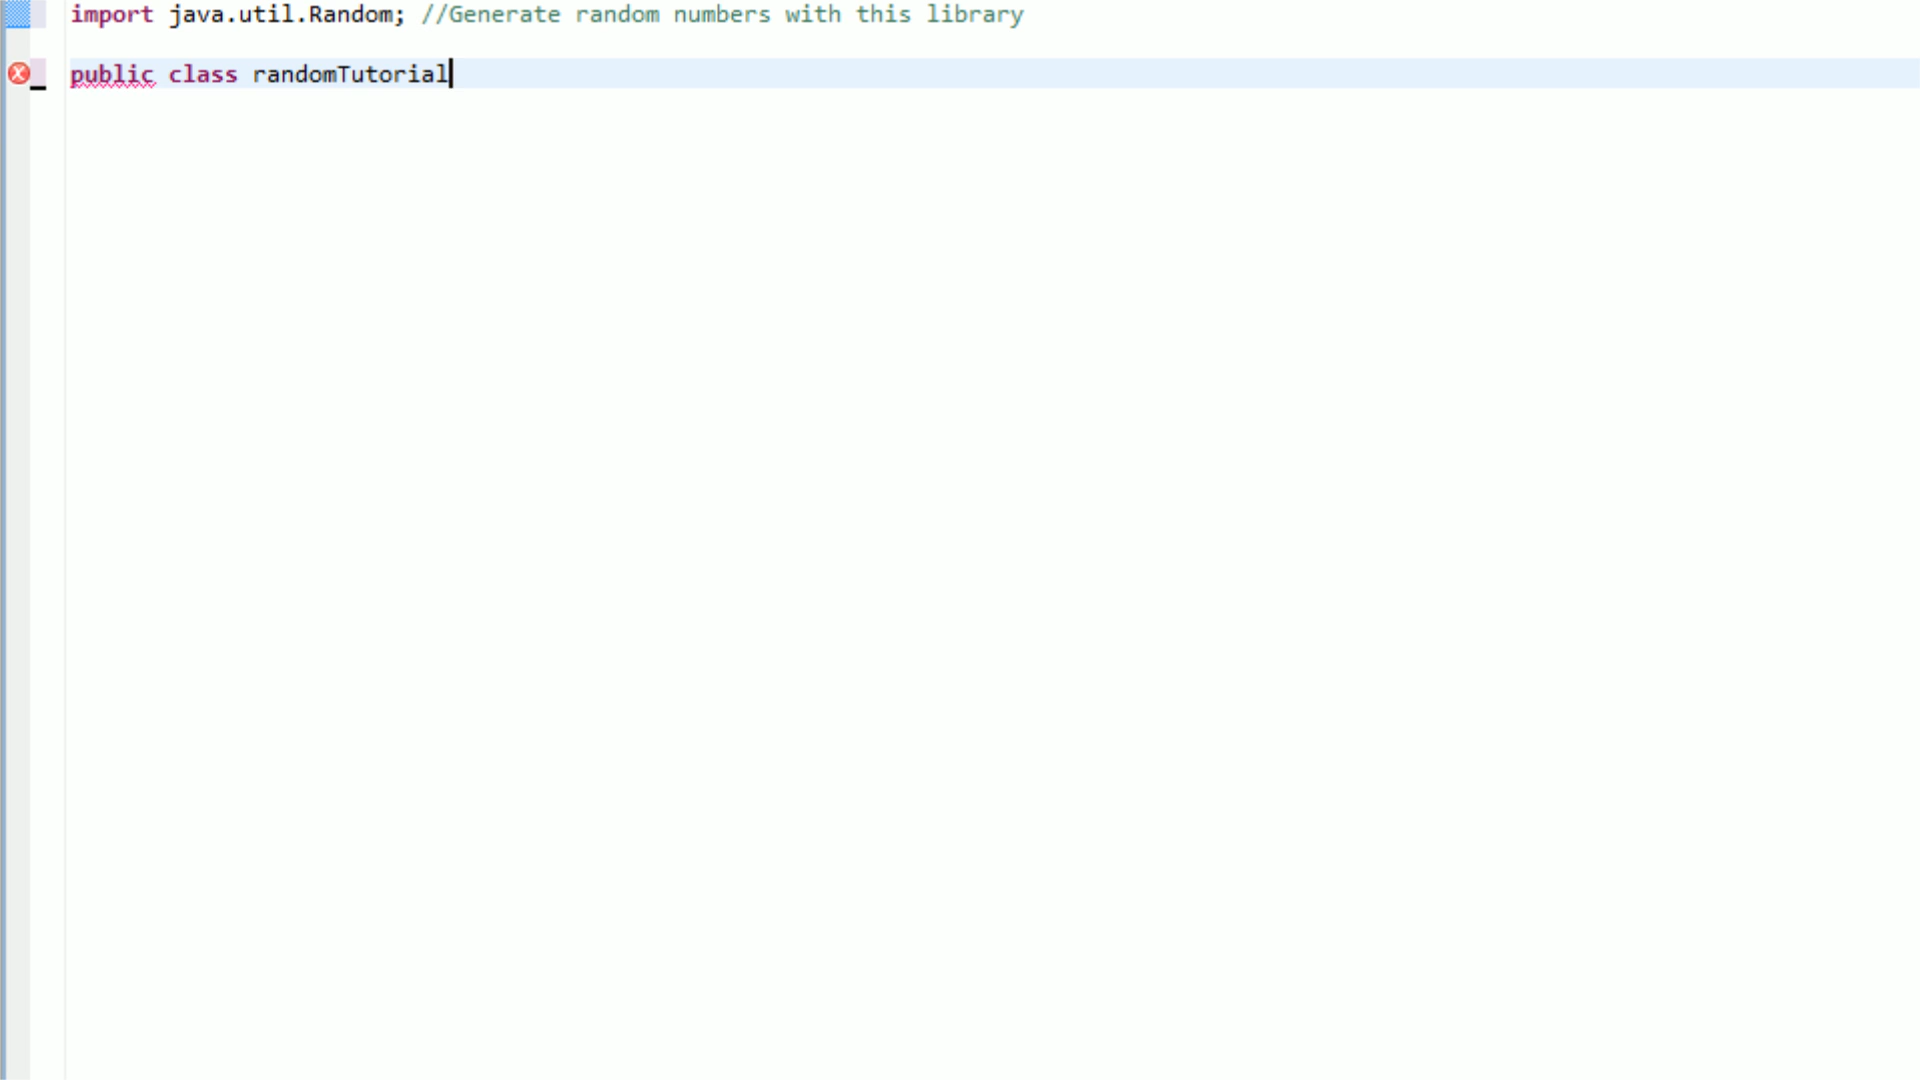 import java.util.Random; //Generate random numbers with this library
public class randomTutorial